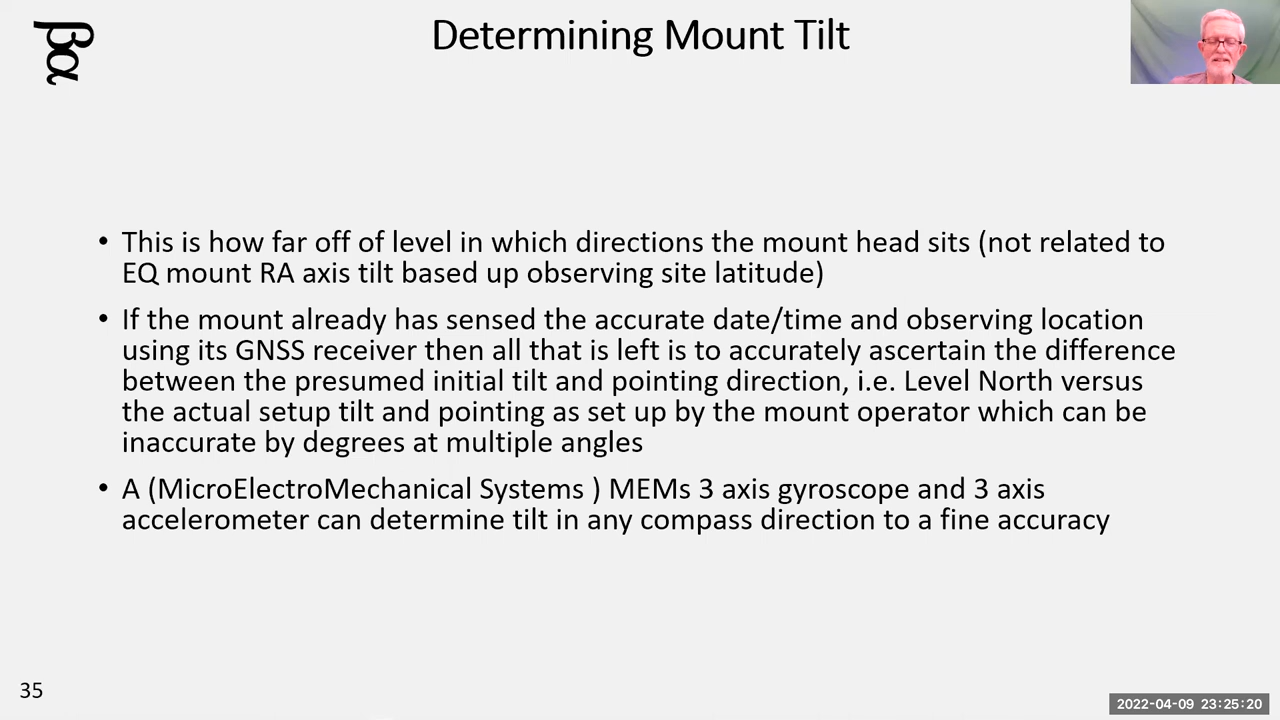 βα
Determining Mount Tilt
• This is how far off of level in which directions the mount head sits (not related to
EQ mount RA axis tilt based up observing site latitude)
• If the mount already has sensed the accurate date/time and observing location
using its GNSS receiver then all that is left is to accurately ascertain the difference
between the presumed initial tilt and pointing direction, i.e. Level North versus
the actual setup tilt and pointing as set up by the mount operator which can be
inaccurate by degrees at multiple angles
• A (MicroElectroMechanical Systems ) MEMs 3 axis gyroscope and 3 axis
accelerometer can determine tilt in any compass direction to a fine accuracy
35
2022-04-09 23:25:20